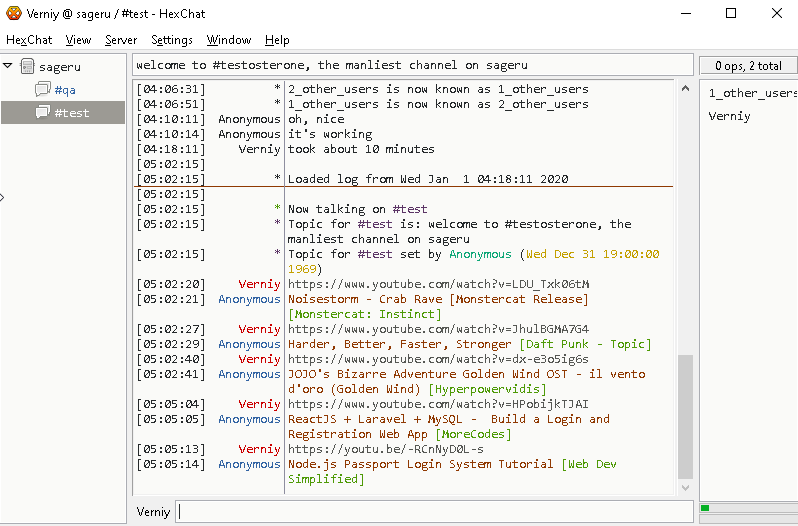 Verniy @ sageru / #test - HexChat
HexChat View Server Settings Window Help
sageru
#qa
#test
welcome to #testosterone, the manliest channel on sageru
0 ops, 2 total
1_other_users
Verniy
[04:06:31] * 2_other_users is now known as 1_other_users
[04:06:51] * 1_other_users is now known as 2_other_users
[04:10:11] Anonymous oh, nice
[04:10:14] Anonymous it's working
[04:18:11] Verniy took about 10 minutes
[05:02:15]
[05:02:15] * Loaded log from Wed Jan 1 04:18:11 2020
[05:02:15]
[05:02:15] * Now talking on #test
[05:02:15] * Topic for #test is: welcome to #testosterone, the
manliest channel on sageru
[05:02:15] * Topic for #test set by Anonymous (Wed Dec 31 19:00:00
1969)
[05:02:20] Verniy https://www.youtube.com/watch?v=LDU_Txk06tM
[05:02:21] Anonymous Noisestorm - Crab Rave [Monstercat Release]
[Monstercat: Instinct]
[05:02:27] Verniy https://www.youtube.com/watch?v=JhulBGMA7G4
[05:02:29] Anonymous Harder, Better, Faster, Stronger [Daft Punk - Topic]
[05:02:40] Verniy https://www.youtube.com/watch?v=dx-e3o5ig6s
[05:02:41] Anonymous JOJO's Bizarre Adventure Golden Wind OST - il vento
d'oro (Golden Wind) [Hyperpowervidis]
[05:05:04] Verniy https://www.youtube.com/watch?v=HPobijkTJAI
[05:05:05] Anonymous ReactJS + Laravel + MySQL - Build a Login and
Registration Web App [MoreCodes]
[05:05:13] Verniy https://youtu.be/-RCnNyD0L-s
[05:05:14] Anonymous Node.js Passport Login System Tutorial [Web Dev
Simplified]
Verniy